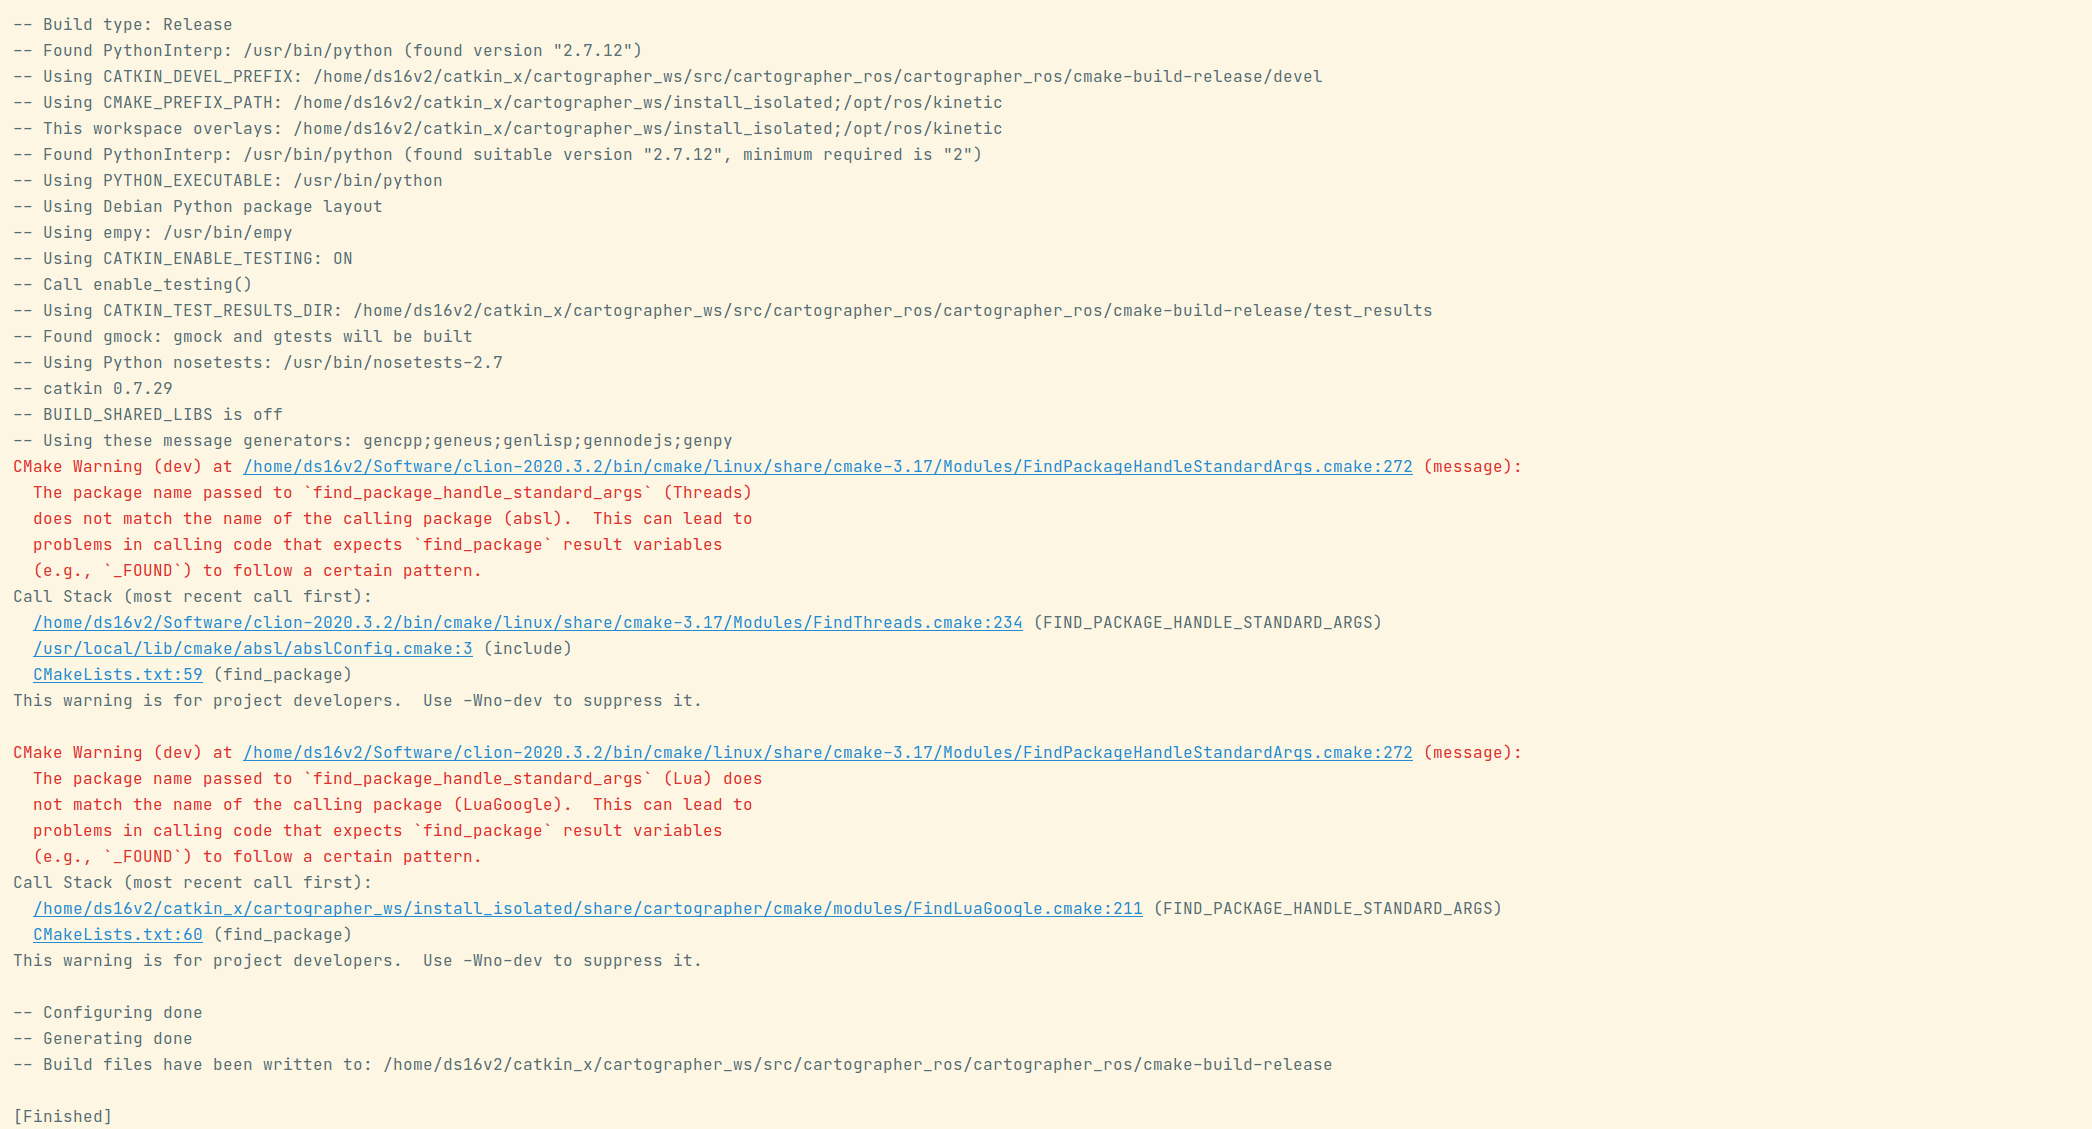 -- Build type: Release
-- Found PythonInterp: /usr/bin/python (found version "2.7.12")
-- Using CATKIN_DEVEL_PREFIX: /home/ds16v2/catkin_x/cartographer_ws/src/cartographer_ros/cartographer_ros/cmake-build-release/devel
-- Using CMAKE_PREFIX_PATH: /home/ds16v2/catkin_x/cartographer_ws/install_isolated;/opt/ros/kinetic
-- This workspace overlays: /home/ds16v2/catkin_x/cartographer_ws/install_isolated;/opt/ros/kinetic
-- Found PythonInterp: /usr/bin/python (found suitable version "2.7.12", minimum required is "2")
-- Using PYTHON_EXECUTABLE: /usr/bin/python
-- Using Debian Python package layout
-- Using empy: /usr/bin/empy
-- Using CATKIN_ENABLE_TESTING: ON
-- Call enable_testing()
-- Using CATKIN_TEST_RESULTS_DIR: /home/ds16v2/catkin_x/cartographer_ws/src/cartographer_ros/cartographer_ros/cmake-build-release/test_results
-- Found gmock: gmock and gtests will be built
-- Using Python nosetests: /usr/bin/nosetests-2.7
-- catkin 0.7.29
-- BUILD_SHARED_LIBS is off
-- Using these message generators: gencpp;geneus;genlisp;gennodejs;genpy
CMake Warning (dev) at /home/ds16v2/Software/clion-2020.3.2/bin/cmake/linux/share/cmake-3.17/Modules/FindPackageHandleStandardArgs.cmake:272 (message):
  The package name passed to `find_package_handle_standard_args` (Threads)
  does not match the name of the calling package (absl).  This can lead to
  problems in calling code that expects `find_package` result variables
  (e.g., `_FOUND`) to follow a certain pattern.
Call Stack (most recent call first):
  /home/ds16v2/Software/clion-2020.3.2/bin/cmake/linux/share/cmake-3.17/Modules/FindThreads.cmake:234 (FIND_PACKAGE_HANDLE_STANDARD_ARGS)
  /usr/local/lib/cmake/absl/abslConfig.cmake:3 (include)
  CMakeLists.txt:59 (find_package)
This warning is for project developers.  Use -Wno-dev to suppress it.

CMake Warning (dev) at /home/ds16v2/Software/clion-2020.3.2/bin/cmake/linux/share/cmake-3.17/Modules/FindPackageHandleStandardArgs.cmake:272 (message):
  The package name passed to `find_package_handle_standard_args` (Lua) does
  not match the name of the calling package (LuaGoogle).  This can lead to
  problems in calling code that expects `find_package` result variables
  (e.g., `_FOUND`) to follow a certain pattern.
Call Stack (most recent call first):
  /home/ds16v2/catkin_x/cartographer_ws/install_isolated/share/cartographer/cmake/modules/FindLuaGoogle.cmake:211 (FIND_PACKAGE_HANDLE_STANDARD_ARGS)
  CMakeLists.txt:60 (find_package)
This warning is for project developers.  Use -Wno-dev to suppress it.

-- Configuring done
-- Generating done
-- Build files have been written to: /home/ds16v2/catkin_x/cartographer_ws/src/cartographer_ros/cartographer_ros/cmake-build-release

[Finished]